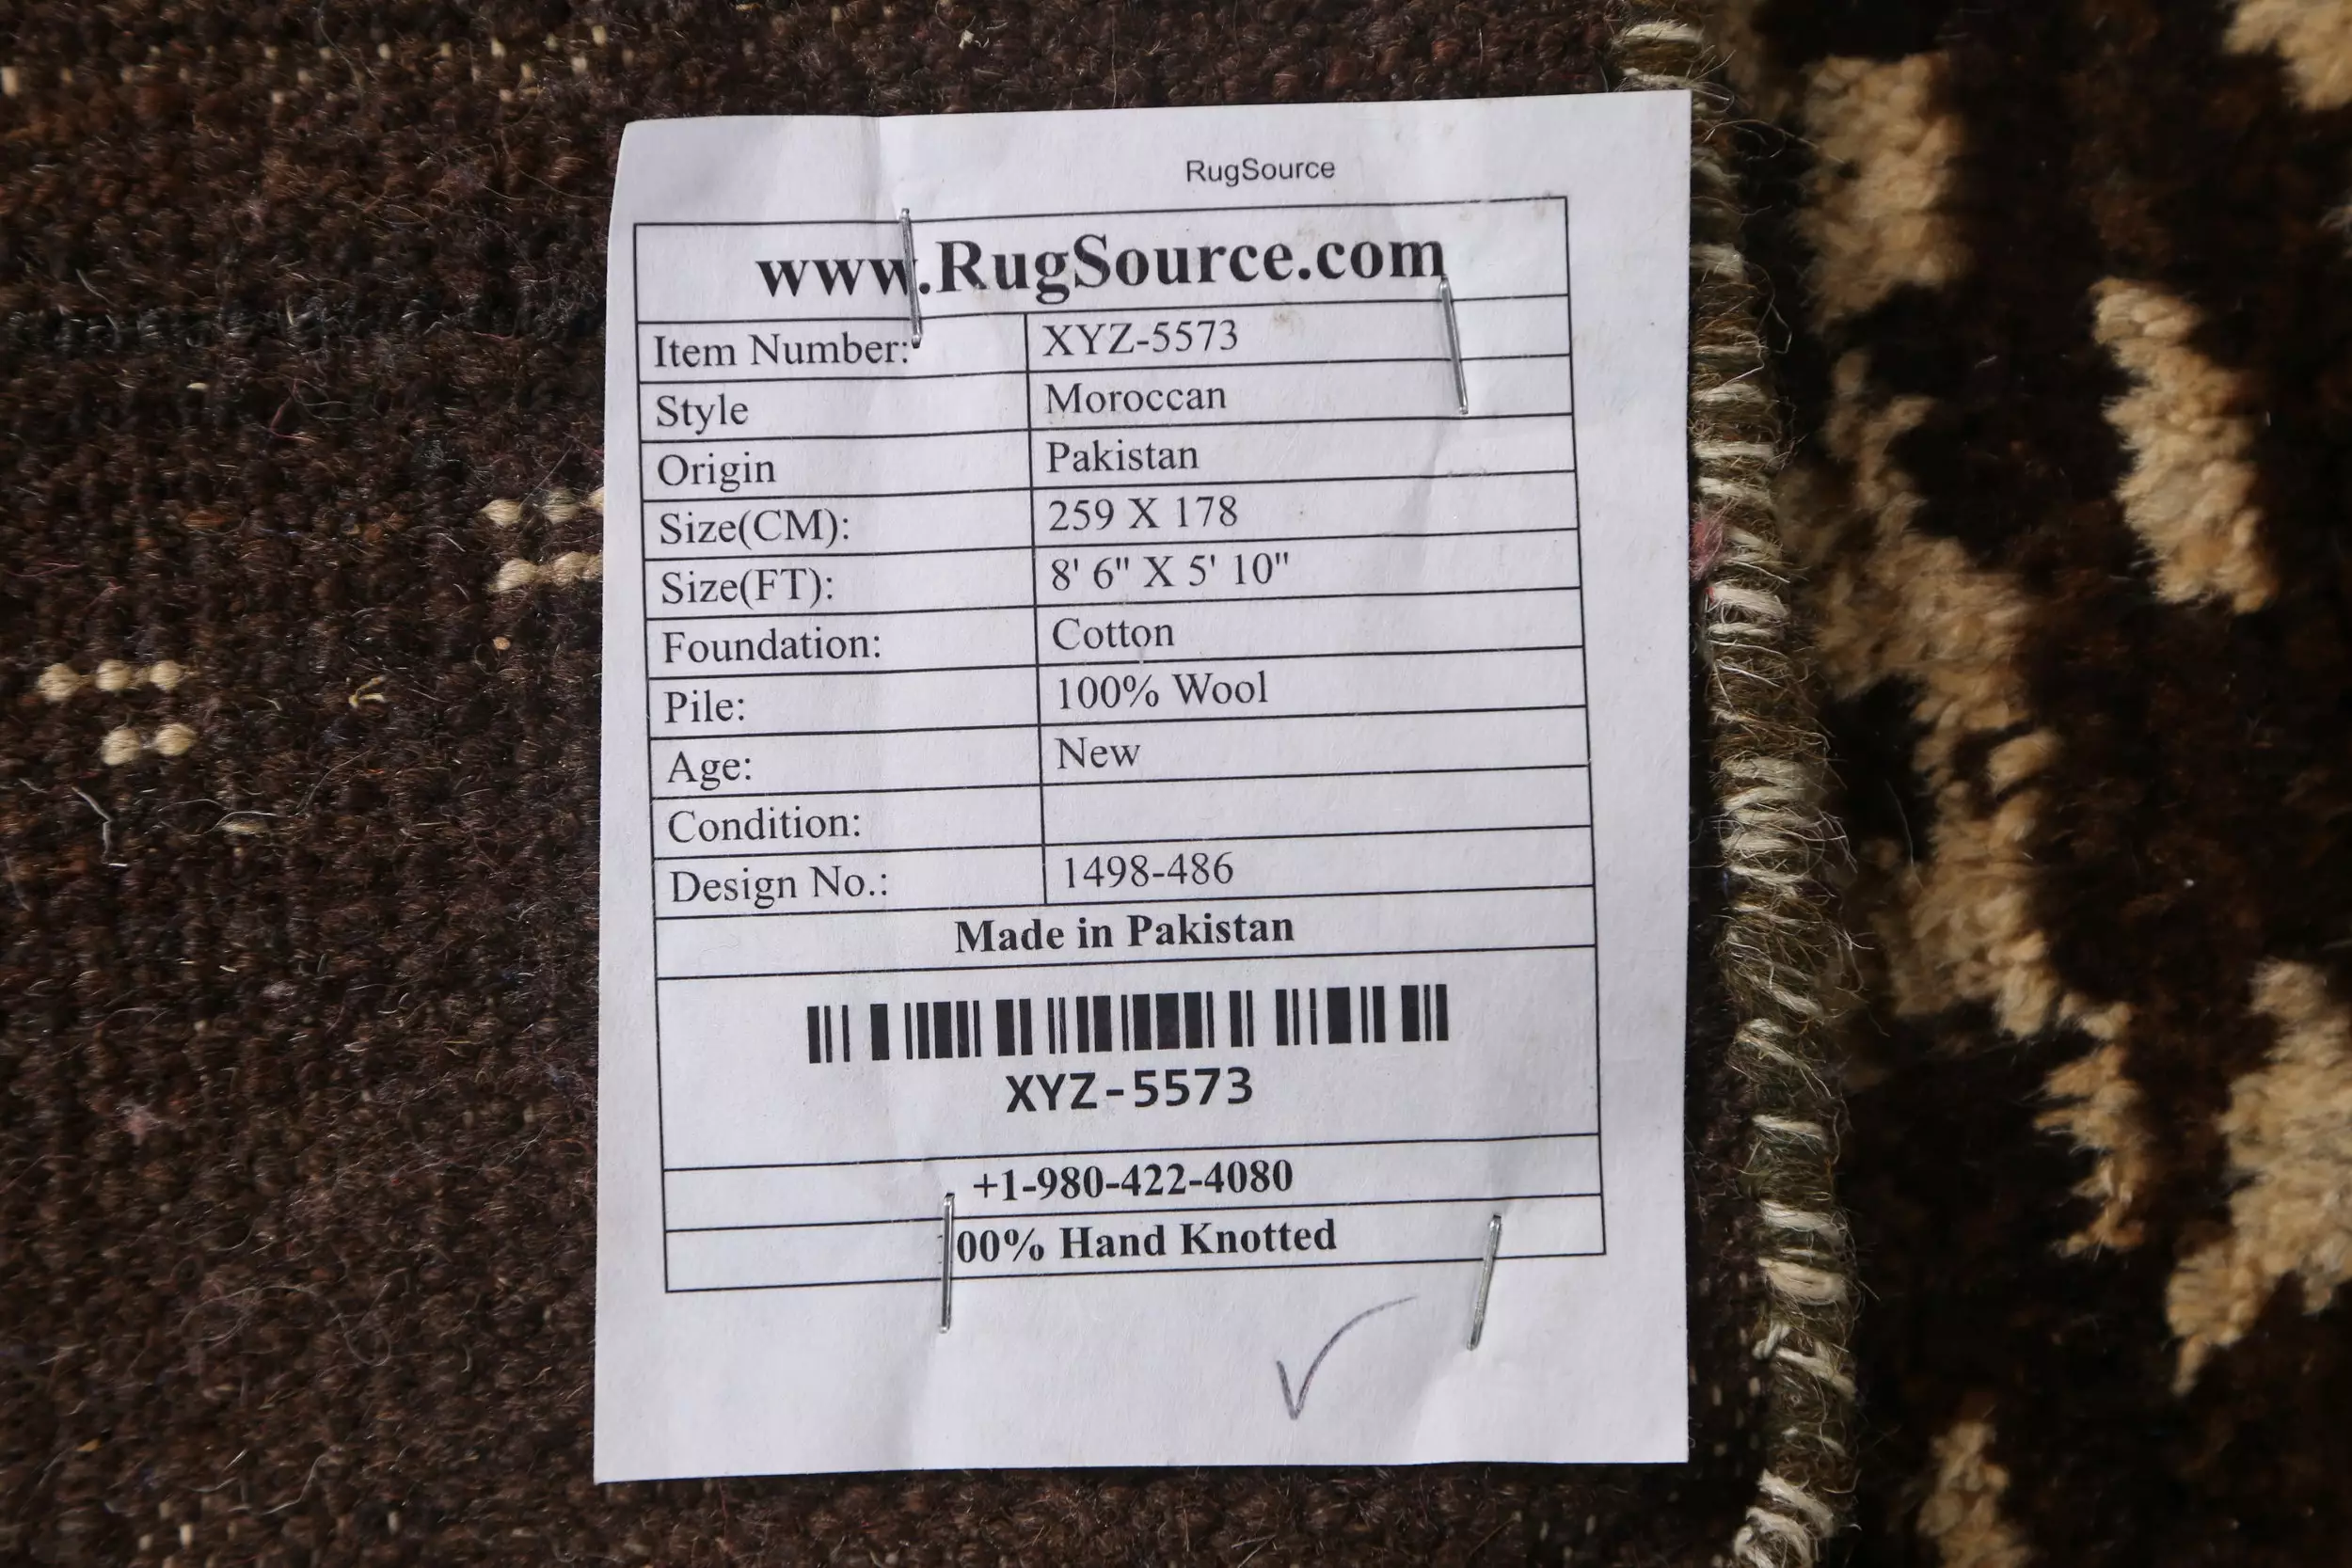 RugSource
www.RugSource.com
Item Number: XYZ-5573
Style Moroccan
Origin Pakistan
Size(CM): 259 X 178
Size(FT): 8' 6" X 5' 10"
Foundation: Cotton
Pile: 100% Wool
Age: New
Condition:
Design No.: 1498-486
Made in Pakistan
XYZ-5573
+1-980-422-4080
100% Hand Knotted